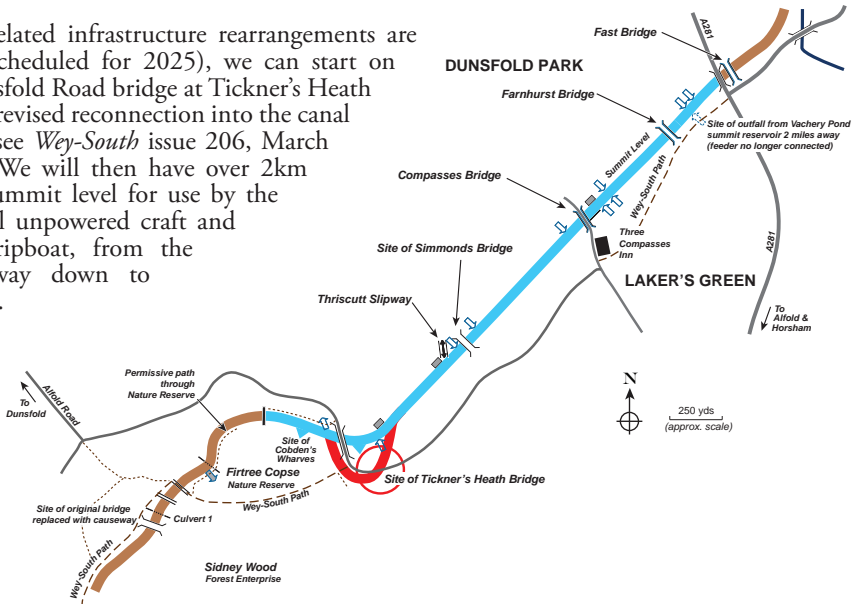 elated infrastructure rearrangements are
cheduled for 2025), we can start on
sfold Road bridge at Tickner's Heath
revised reconnection into the canal
see Wey-South issue 206, March
We will then have over 2km
ummit level for use by the
l unpowered craft and
ripboat, from the
way down to
.
DUNSFOLD PARK
Fast Bridge
A281
Farnhurst Bridge
Site of outfall from Vachery Pond
summit reservoir 2 miles away
(feeder no longer connected)
Summit Level
Wey-South Path
Compasses Bridge
Three
Compasses
Inn
A281
Site of Simmonds Bridge
LAKER'S GREEN
Thriscutt Slipway
To
Alfold &
Horsham
Permissive path
through
Nature Reserve
N
250 yds
(approx. scale)
To
Dunsfold
Alfold Road
Site of
Cobden's
Wharves
Firtree Copse
Nature Reserve
Site of Tickner's Heath Bridge
Wey-South Path
Site of original bridge
replaced with causeway
Culvert 1
Wey-South Path
Sidney Wood
Forest Enterprise